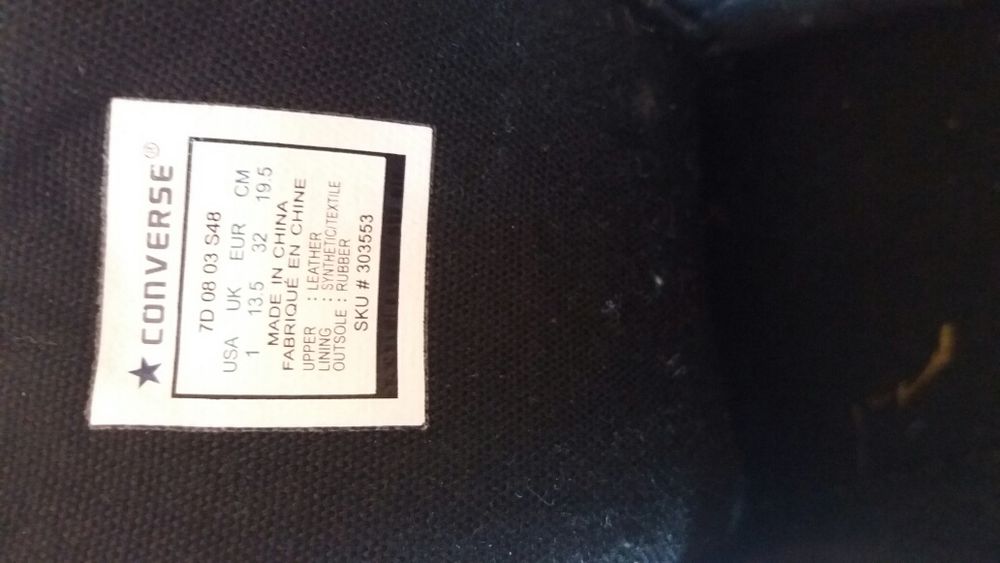 ★ CONVERSE®
7D 08 03 S48
USA UK EUR CM
1 13.5 32 19.5
MADE IN CHINA
FABRIQUÉ EN CHINE
UPPER : LEATHER
LINING : SYNTHETIC/TEXTILE
OUTSOLE : RUBBER
SKU # 303553